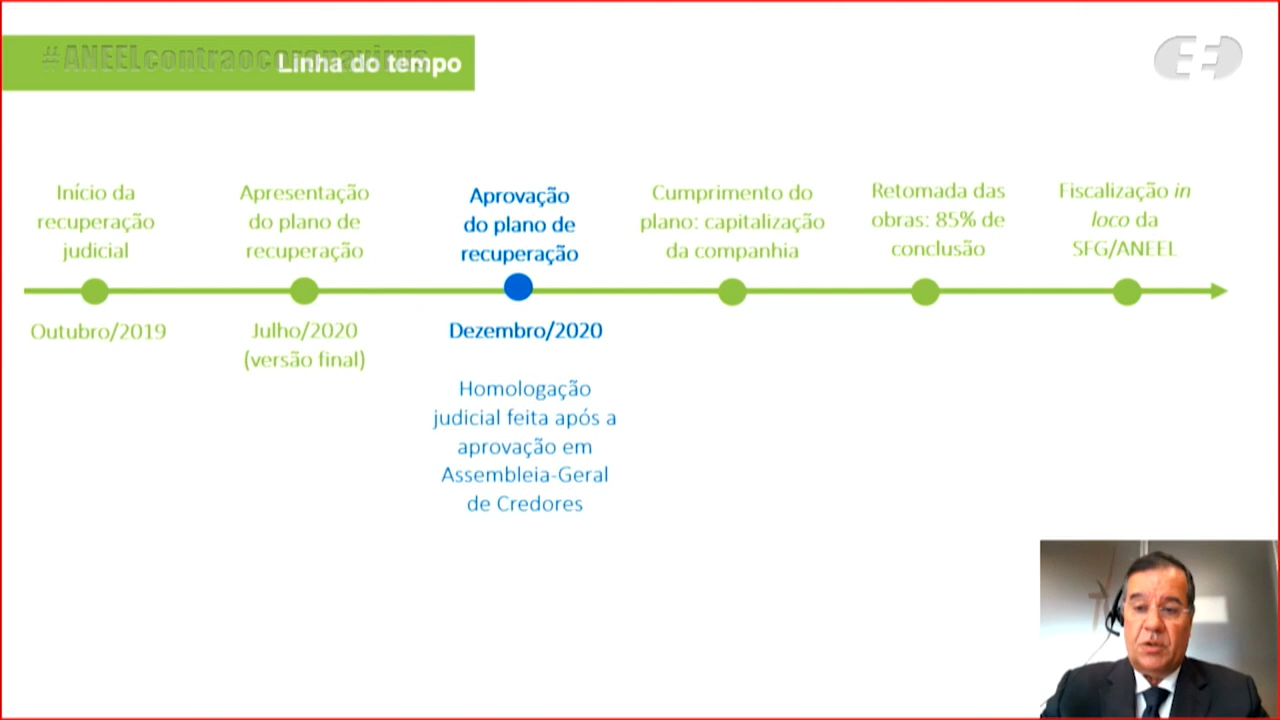 #ANEELcontraocoronavírus
Linha do tempo
Início da
recuperação
judicial
Outubro/2019
Apresentação
do plano de
recuperação
Julho/2020
(versão final)
Aprovação
do plano de
recuperação
Dezembro/2020
Homologação
judicial feita após a
aprovação em
Assembleia-Geral
de Credores
Cumprimento do
plano: capitalização
da companhia
Retomada das
obras: 85% de
conclusão
Fiscalização in
loco da
SFG/ANEEL